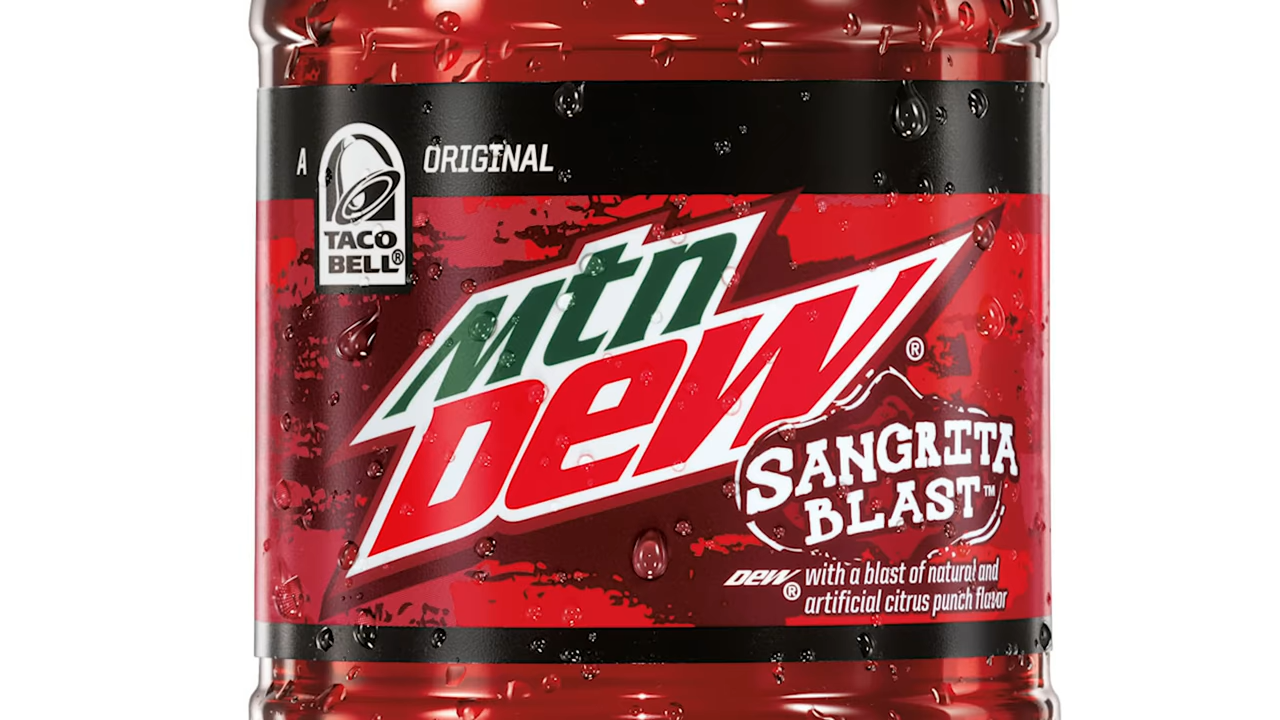 A TACO BELL® ORIGINAL
Mtn
DEW®
SANGRITA
BLAST™
DEW® with a blast of natural and
artificial citrus punch flavor